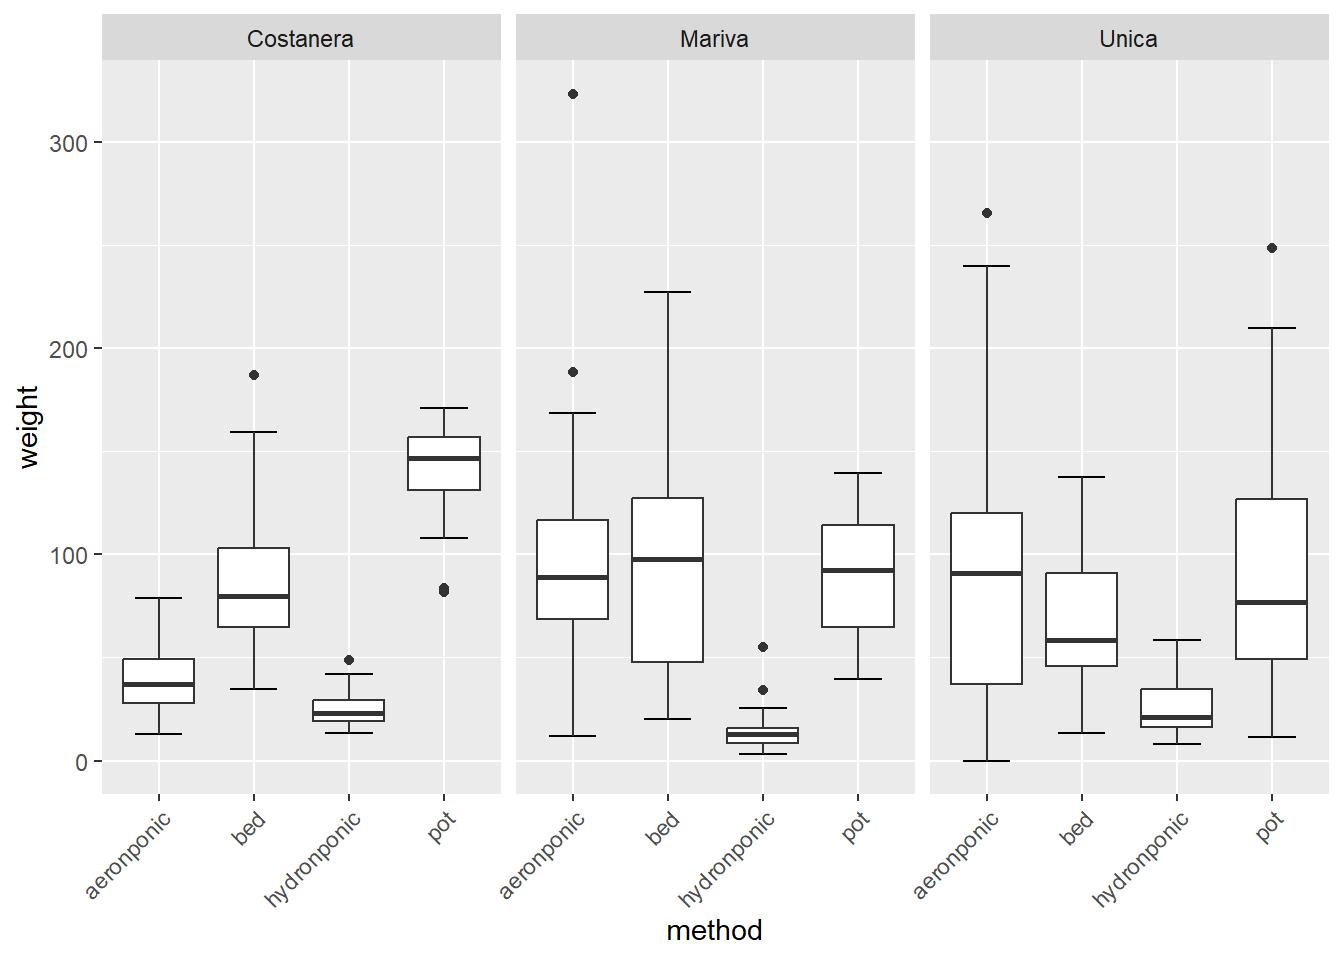 Costanera Mariva Unica
300
200
100
0
weight
aeronponic bed hydronponic pot aeronponic bed hydronponic pot aeronponic bed hydronponic pot
method